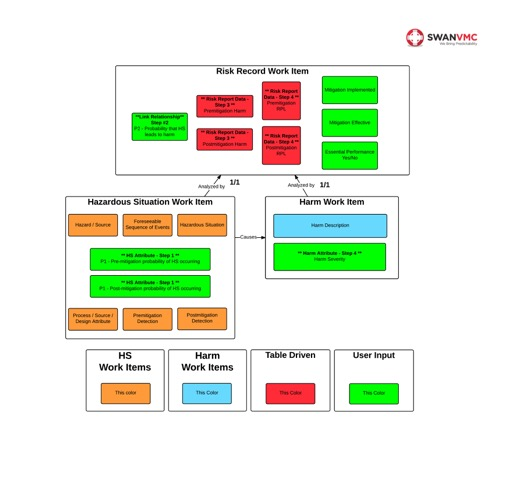 SWANVMC
We Bring Predictability.
Risk Record Work Item
**Link Relationship**
Step #2
P2 - Probability that HS
leads to harm
** Risk Report Data -
Step 3 **
Premitigation Harm
** Risk Report Data -
Step 3 **
Postmitigation Harm
** Risk Report
Data - Step 4 **
Premitigation
RPL
** Risk Report
Data - Step 4 **
Postmitigation
RPL
Mitigation Implemented
Mitigation Effective
Essential Performance
Yes/No
Analyzed by
1/1
Analyzed by
1/1
Hazardous Situation Work Item
Hazard / Source
Foreseeable
Sequence of Events
Hazardous Situation
** HS Attribute - Step 1 **
P1 - Pre-mitigation probability of HS occuring
** HS Attribute - Step 1 **
P1 - Post-mitigation probability of HS occuring
Process / Source /
Design Attribute
Premitigation
Detection
Postmitigation
Detection
Causes
Harm Work Item
Harm Description
** Harm Attribute - Step 4 **
Harm Severity
HS
Work Items
This color
Harm
Work Items
This Color
Table Driven
This Color
User Input
This Color